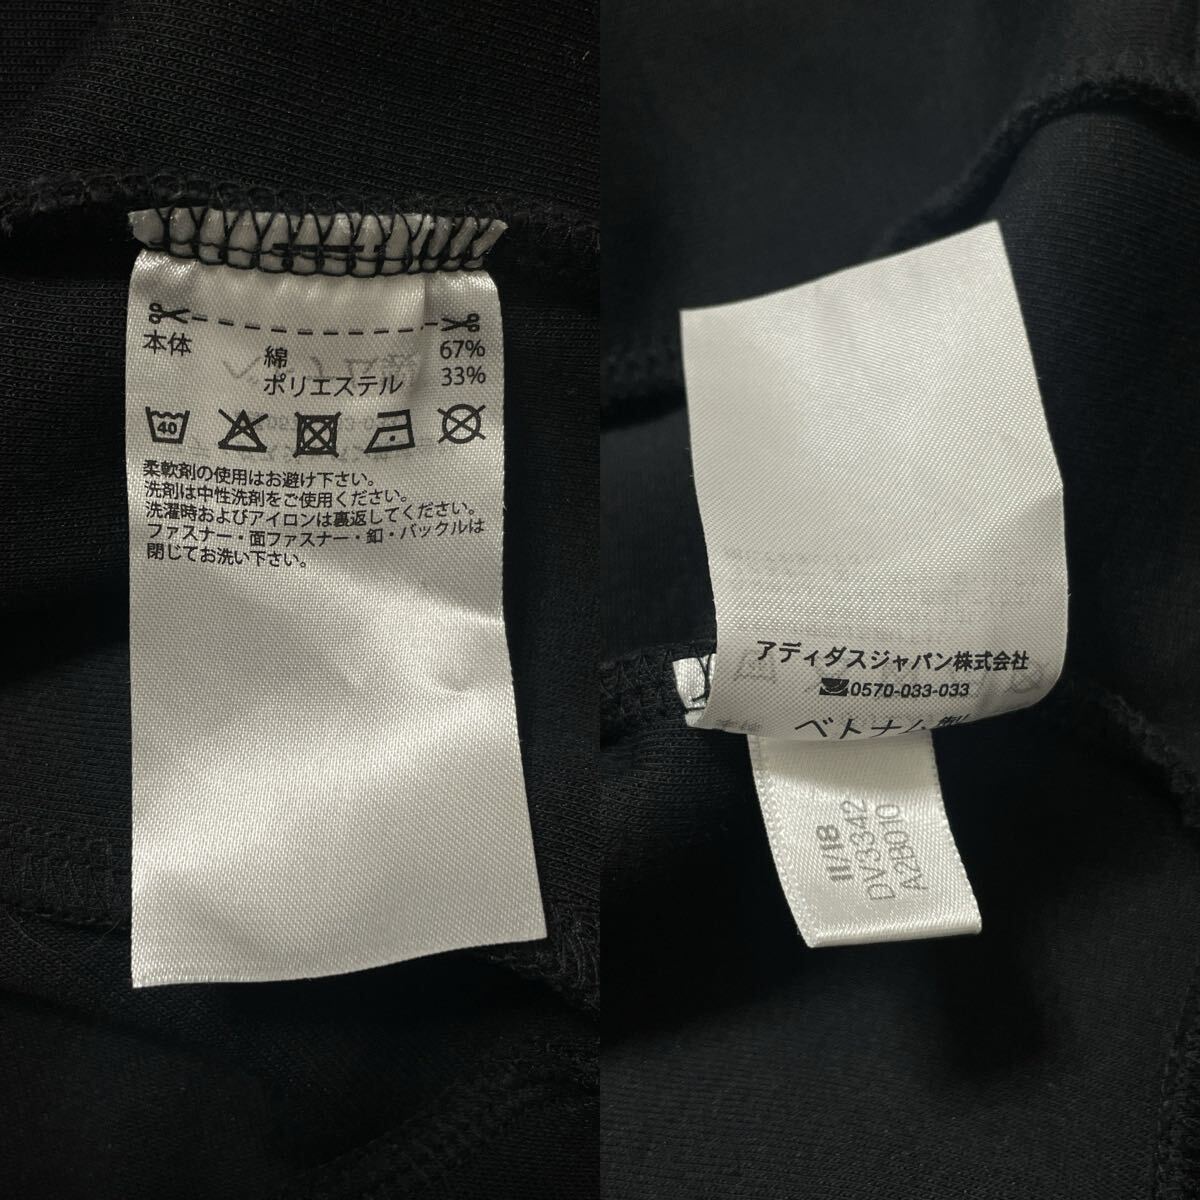 本体 綿 67%
ポリエステル 33%
40
柔軟剤の使用はお避け下さい。
洗剤は中性洗剤をご使用ください。
洗濯時およびアイロンは裏返してください。
ファスナー・面ファスナー・釦・バックルは
閉じてお洗い下さい。
アディダスジャパン株式会社
0570-033-033
ベトナム製
11/18
DV3342
A2B010